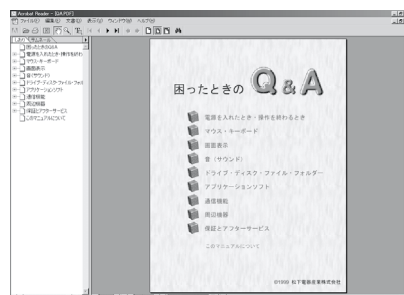 Acrobat Reader - [QA.PDF]
ファイル(F) 編集(E) 文書(D) 表示(V) ウィンドウ(W) ヘルプ(H)
困ったときのQ&A
電源を入れたとき・操作を終わ
マウス・キーボード
画面表示
音(サウンド)
ドライブ・ディスク・ファイル・フォル
アプリケーションソフト
通信機能
周辺機器
保証とアフターサービス
このマニュアルについて
困ったときの Q & A
電源を入れたとき・操作を終わるとき
マウス・キーボード
画面表示
音（サウンド）
ドライブ・ディスク・ファイル・フォルダー
アプリケーションソフト
通信機能
周辺機器
保証とアフターサービス
このマニュアルについて
©1999 松下電器産業株式会社